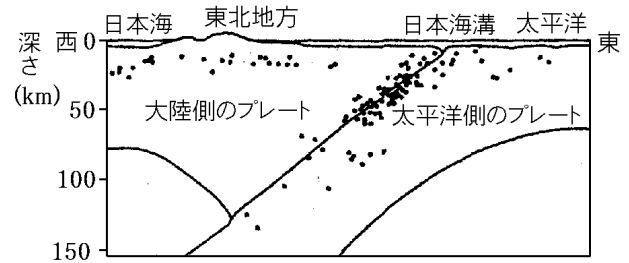 日本海 東北地方 日本海溝 太平洋
深さ(km)
西 0 東
50
大陸側のプレート 太平洋側のプレート
100
150